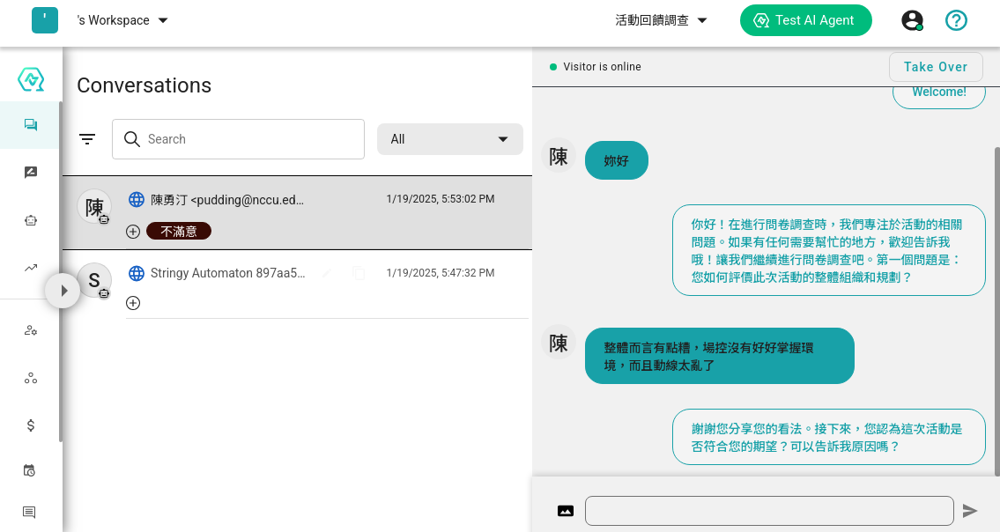 '
's Workspace
活動回饋調查
Test AI Agent
?
Conversations
Search
All
陳
陳勇汀 <pudding@nccu.ed…
1/19/2025, 5:53:02 PM
不滿意
S
Stringy Automaton 897aa5…
1/19/2025, 5:47:32 PM
Visitor is online
Take Over
Welcome!
陳
妳好
你好！在進行問卷調查時，我們專注於活動的相關
問題。如果有任何需要幫忙的地方，歡迎告訴我
哦！讓我們繼續進行問卷調查吧。第一個問題是：
您如何評價此次活動的整體組織和規劃？
陳
整體而言有點糟，場控沒有好好掌握環
境，而且動線太亂了
謝謝您分享您的看法。接下來，您認為這次活動是
否符合您的期望？可以告訴我原因嗎？